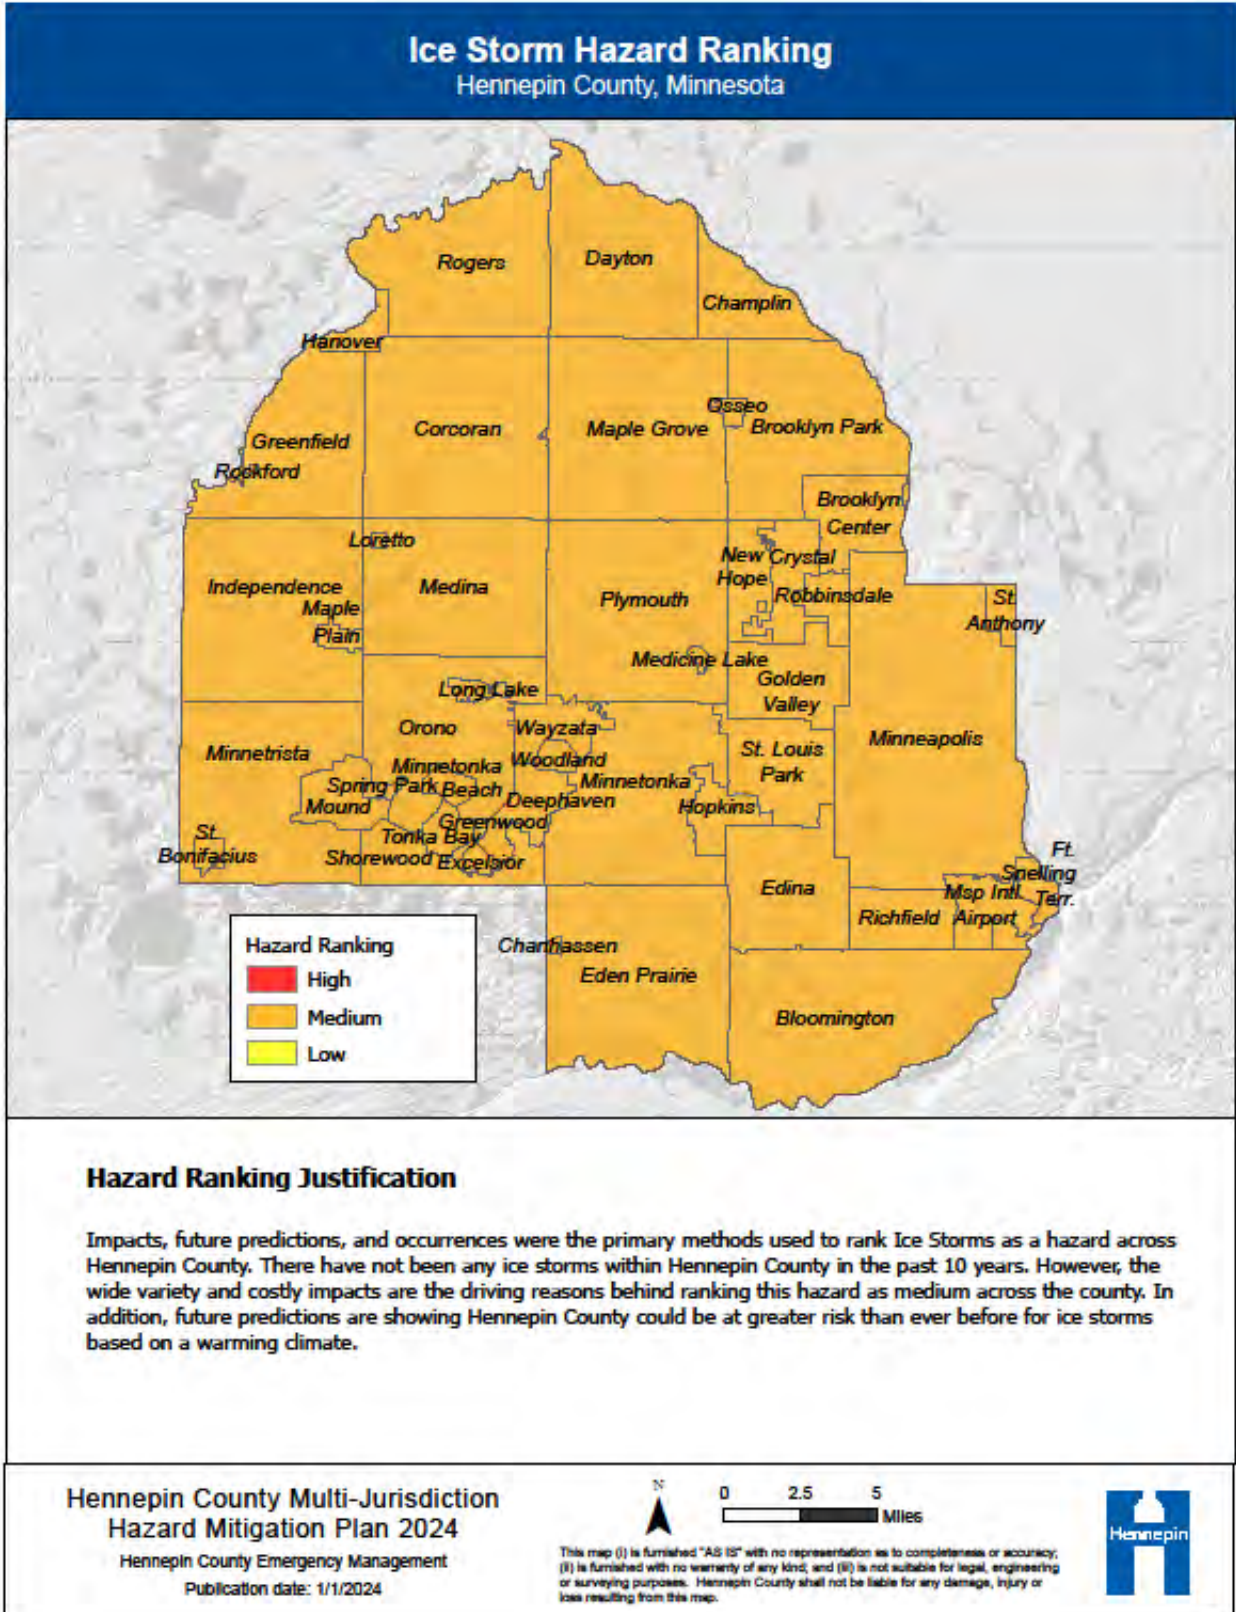 Ice Storm Hazard Ranking
Hennepin County, Minnesota
Rogers
Dayton
Champlin
Hanover
Corcoran
Maple Grove
Osseo
Brooklyn Park
Greenfield
Rockford
Brooklyn
Center
Loretto
New Crystal
Hope
Independence
Medina
Plymouth
Robbinsdale
Maple
Plain
St.
Anthony
Medicine Lake
Golden
Valley
Long Lake
Orono
Wayzata
Minneapolis
Minnetrista
Woodland
St. Louis
Park
Minnetonka
Beach
Spring Park
Minnetonka
Mound
Deephaven
Hopkins
Greenwood
Tonka Bay
St.
Bonifacius
Shorewood
Excelsior
Ft.
Snelling
Terr.
Edina
Msp Intl.
Airport
Richfield
Chanhassen
Eden Prairie
Bloomington
Hazard Ranking
High
Medium
Low
Hazard Ranking Justification
Impacts, future predictions, and occurrences were the primary methods used to rank Ice Storms as a hazard across
Hennepin County. There have not been any ice storms within Hennepin County in the past 10 years. However, the
wide variety and costly impacts are the driving reasons behind ranking this hazard as medium across the county. In
addition, future predictions are showing Hennepin County could be at greater risk than ever before for ice storms
based on a warming climate.
Hennepin County Multi-Jurisdiction
Hazard Mitigation Plan 2024
Hennepin County Emergency Management
Publication date: 1/1/2024
N
0 2.5 5
Miles
This map (i) is furnished "AS IS" with no representation as to completeness or accuracy;
(ii) is furnished with no warranty of any kind; and (iii) is not suitable for legal, engineering
or surveying purposes. Hennepin County shall not be liable for any damage, injury or
loss resulting from this map.
Hennepin